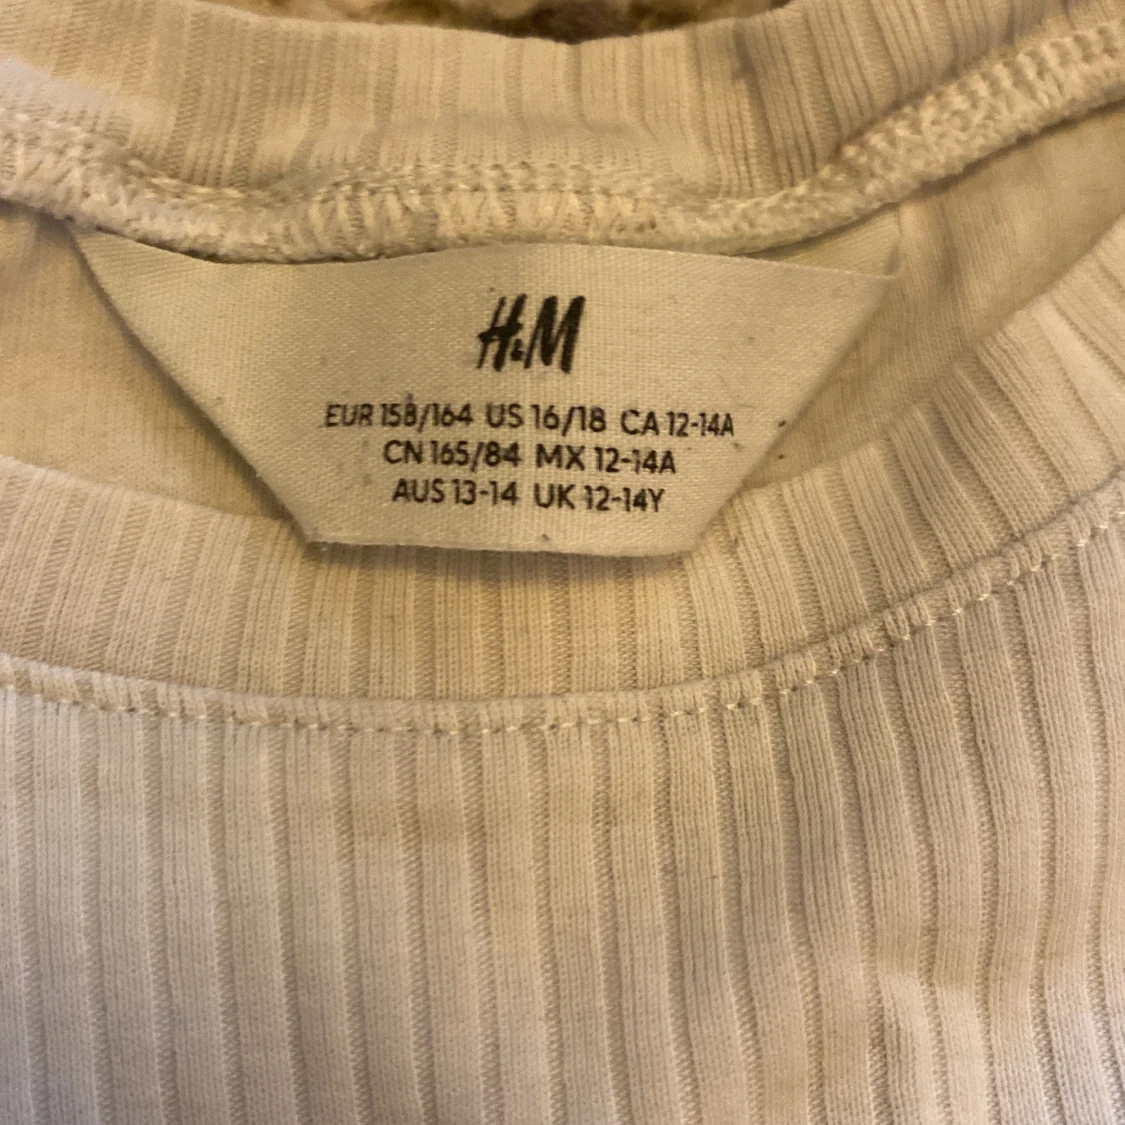 H&M
EUR 158/164 US 16/18 CA 12-14A
CN 165/84 MX 12-14A
AUS 13-14 UK 12-14Y